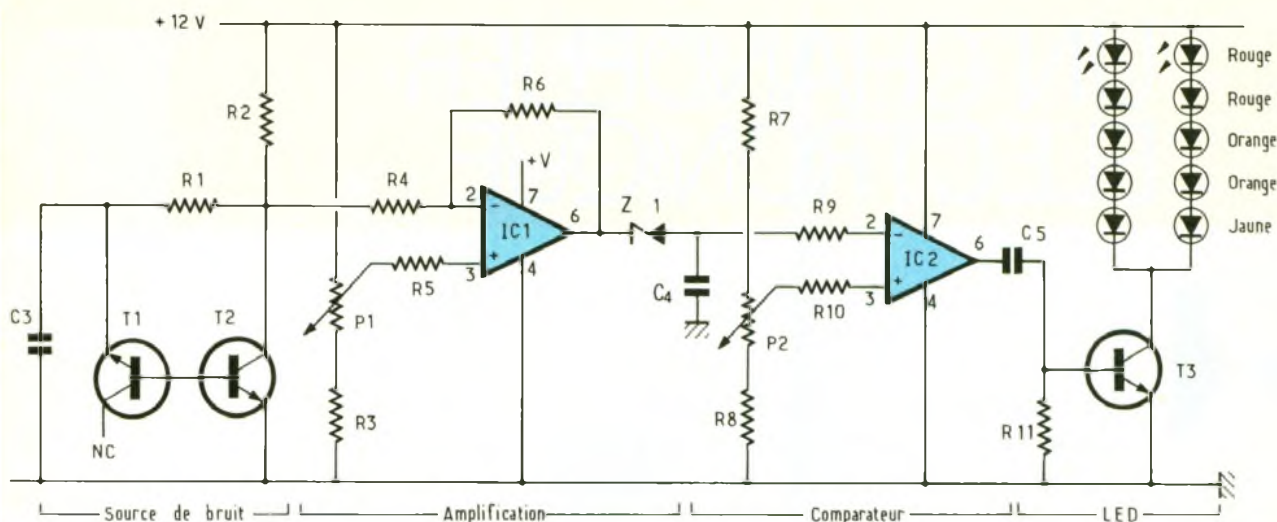 + 12 V
R2
R1
C3
T1
T2
NC
R4
R6
+V
2
-
7
IC1
6
+
3
4
R5
P1
R3
Z 1
C4
R7
R9
2
-
7
IC2
6
+
3
4
R10
P2
R8
C5
R11
T3
Rouge
Rouge
Orange
Orange
Jaune
Source de bruit
Amplification
Comparateur
LED